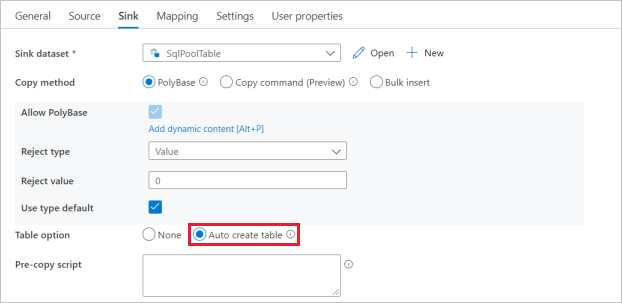 General Source Sink Mapping Settings User properties
Sink dataset * SqlPoolTable Open New
Copy method PolyBase Copy command (Preview) Bulk insert
Allow PolyBase
Add dynamic content [Alt+P]
Reject type Value
Reject value 0
Use type default
Table option None Auto create table
Pre-copy script